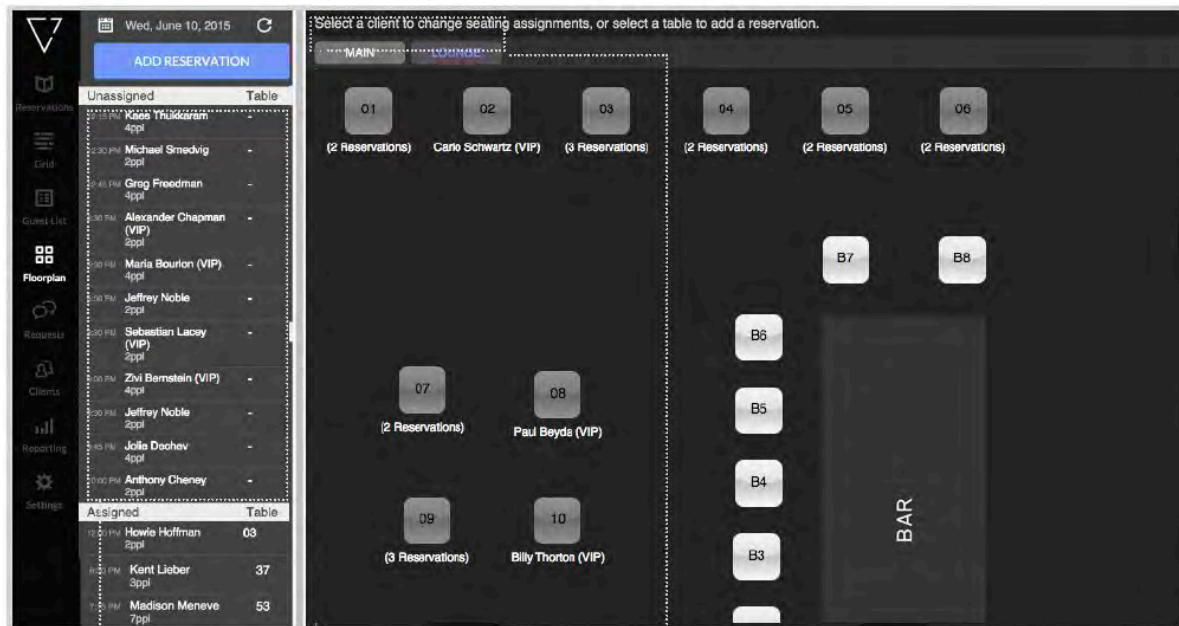 Wed, June 10, 2015
ADD RESERVATION
Reservations
Grid
Guest List
Floorplan
Requests
Clients
Reporting
Settings
Unassigned Table
Kaes Thukkaram -
4ppl
Michael Smedvig -
2ppl
Greg Freedman -
4ppl
Alexander Chapman -
(VIP)
2ppl
Maria Bourlon (VIP) -
4ppl
Jeffrey Noble -
2ppl
Sebastian Lacey -
(VIP)
2ppl
Zivi Bernstein (VIP) -
4ppl
Jeffrey Noble -
2ppl
Jolie Dechev -
4ppl
Anthony Cheney -
2ppl
Assigned Table
Howie Hoffman 03
2ppl
Kent Lieber 37
3ppl
Madison Meneve 53
7ppl
Select a client to change seating assignments, or select a table to add a reservation.
MAIN LOUNGE
01 02 03 04 05 06
(2 Reservations) Carlo Schwartz (VIP) (3 Reservations) (2 Reservations) (2 Reservations) (2 Reservations)
B7 B8
B6
07 08
(2 Reservations) Paul Beyda (VIP)
B5
B4
09 10
(3 Reservations) Billy Thorton (VIP)
B3
BAR